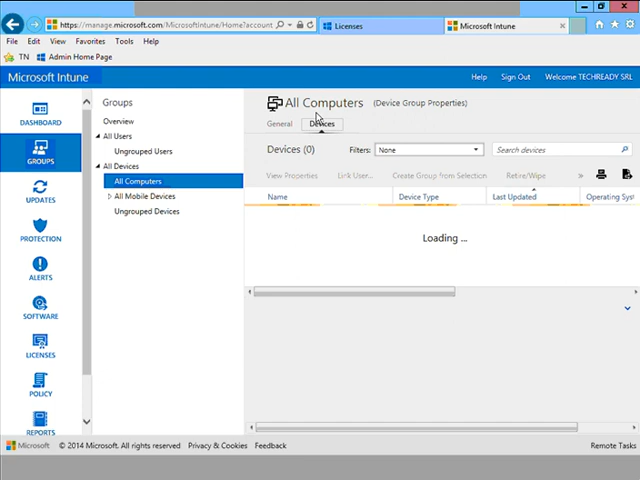 https://manage.microsoft.com/MicrosoftIntune/Home?account
Licenses
Microsoft Intune
File Edit View Favorites Tools Help
TN Admin Home Page
Microsoft Intune
Help Sign Out Welcome TECHREADY SRL
DASHBOARD
GROUPS
UPDATES
PROTECTION
ALERTS
SOFTWARE
LICENSES
POLICY
REPORTS
Groups
Overview
All Users
Ungrouped Users
All Devices
All Computers
All Mobile Devices
Ungrouped Devices
All Computers (Device Group Properties)
General Devices
Devices (0) Filters: None Search devices
View Properties Link User... Create Group from Selection Retire/Wipe »
Name Device Type Last Updated Operating Syst
Loading ...
Microsoft © 2014 Microsoft. All rights reserved Privacy & Cookies Feedback Remote Tasks